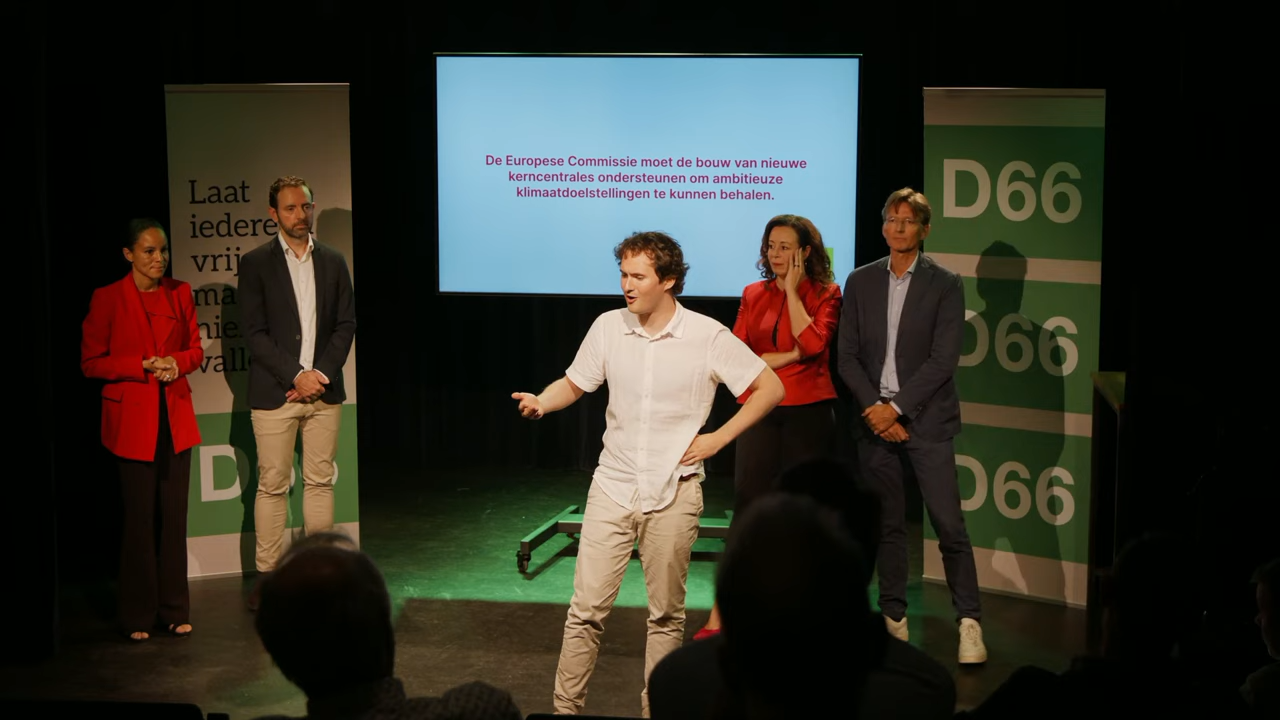 De Europese Commissie moet de bouw van nieuwe
kerncentrales ondersteunen om ambitieuze
klimaatdoelstellingen te kunnen behalen.
Laat
iedere
vrij
ma
nie
valle
D66
D66
D66
D66